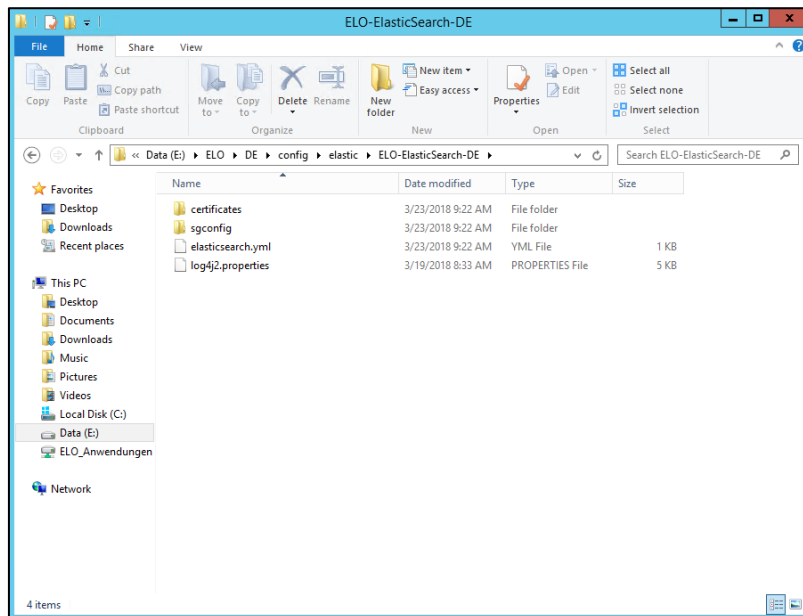 ELO-ElasticSearch-DE
File Home Share View
Copy
Paste
Cut
Copy path
Paste shortcut
Clipboard
Move to
Copy to
Delete
Rename
Organize
New folder
New item
Easy access
New
Properties
Open
Edit
Open
Select all
Select none
Invert selection
Select
« Data (E:) ELO DE config elastic ELO-ElasticSearch-DE
Search ELO-ElasticSearch-DE
Favorites
Desktop
Downloads
Recent places
This PC
Desktop
Documents
Downloads
Music
Pictures
Videos
Local Disk (C:)
Data (E:)
ELO_Anwendungen
Network
Name Date modified Type Size
certificates 3/23/2018 9:22 AM File folder
sgconfig 3/23/2018 9:22 AM File folder
elasticsearch.yml 3/23/2018 9:22 AM YML File 1 KB
log4j2.properties 3/19/2018 8:33 AM PROPERTIES File 5 KB
4 items